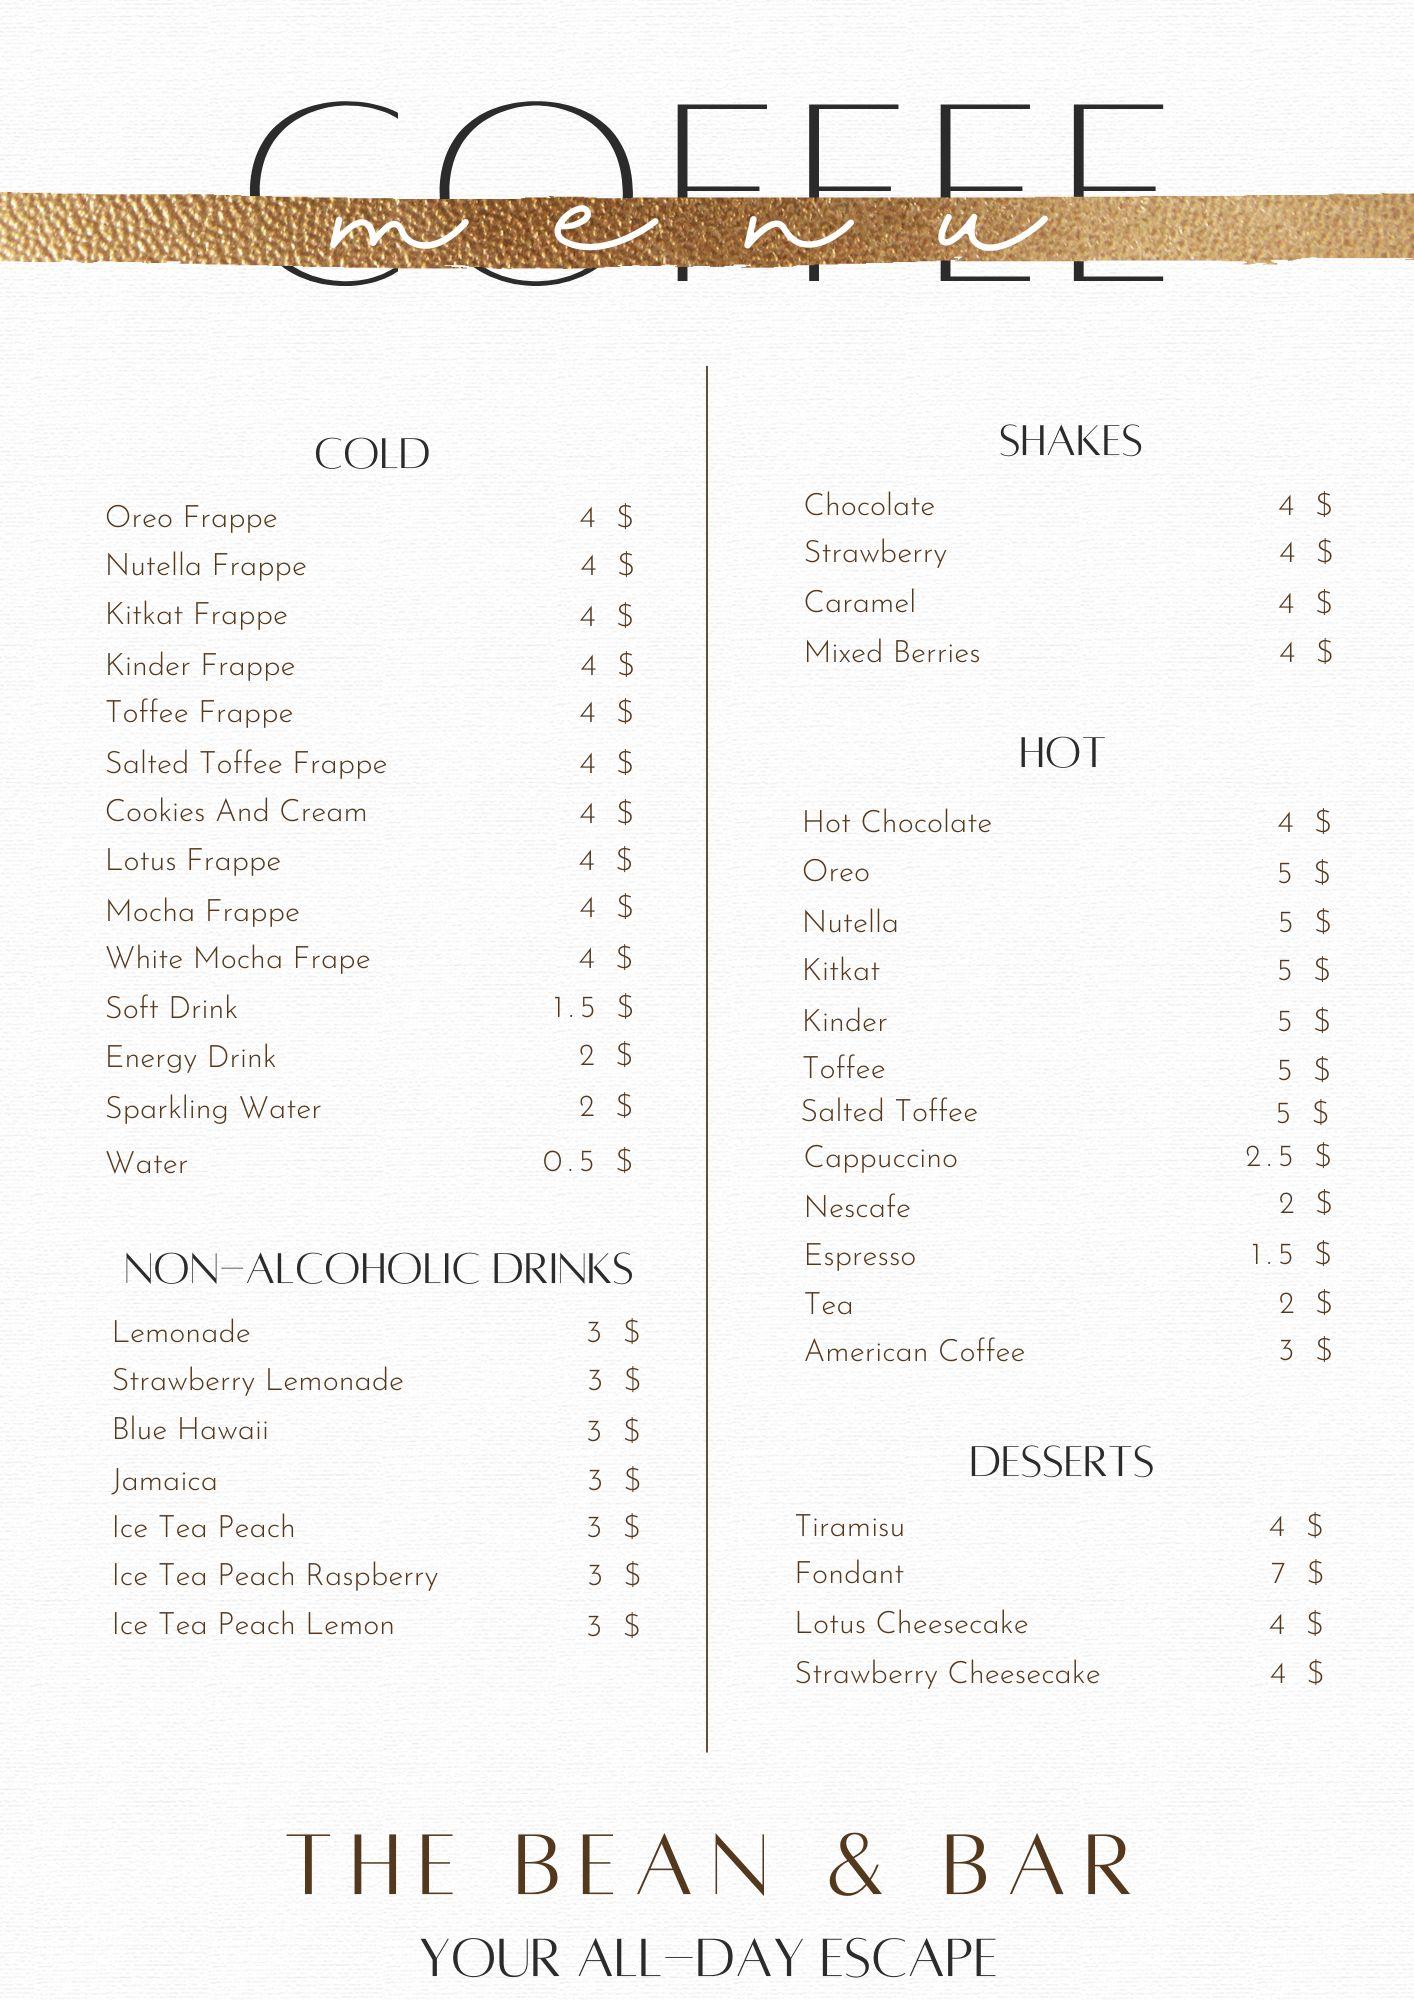 COFFEE
menu
COLD
Oreo Frappe 4 $
Nutella Frappe 4 $
Kitkat Frappe 4 $
Kinder Frappe 4 $
Toffee Frappe 4 $
Salted Toffee Frappe 4 $
Cookies And Cream 4 $
Lotus Frappe 4 $
Mocha Frappe 4 $
White Mocha Frape 4 $
Soft Drink 1.5 $
Energy Drink 2 $
Sparkling Water 2 $
Water 0.5 $
NON-ALCOHOLIC DRINKS
Lemonade 3 $
Strawberry Lemonade 3 $
Blue Hawaii 3 $
Jamaica 3 $
Ice Tea Peach 3 $
Ice Tea Peach Raspberry 3 $
Ice Tea Peach Lemon 3 $
SHAKES
Chocolate 4 $
Strawberry 4 $
Caramel 4 $
Mixed Berries 4 $
HOT
Hot Chocolate 4 $
Oreo 5 $
Nutella 5 $
Kitkat 5 $
Kinder 5 $
Toffee 5 $
Salted Toffee 5 $
Cappuccino 2.5 $
Nescafe 2 $
Espresso 1.5 $
Tea 2 $
American Coffee 3 $
DESSERTS
Tiramisu 4 $
Fondant 7 $
Lotus Cheesecake 4 $
Strawberry Cheesecake 4 $
THE BEAN & BAR
YOUR ALL-DAY ESCAPE